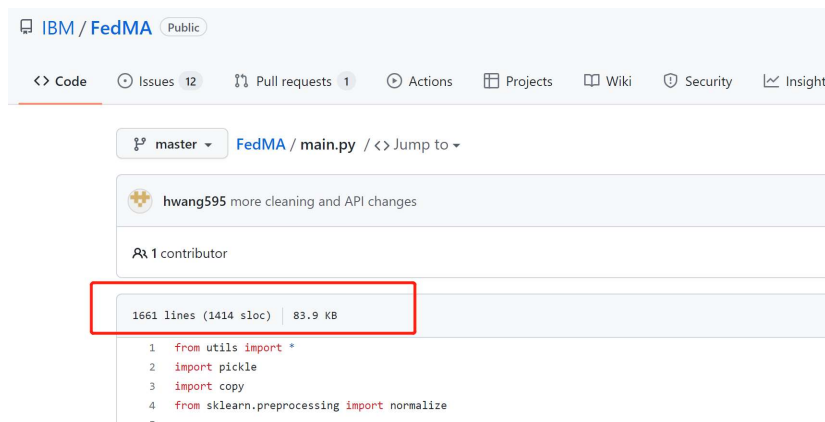 IBM / FedMA Public
<> Code Issues 12 Pull requests 1 Actions Projects Wiki Security Insight
master FedMA / main.py / <> Jump to
hwang595 more cleaning and API changes
1 contributor
1661 lines (1414 sloc) 83.9 KB
1 from utils import *
2 import pickle
3 import copy
4 from sklearn.preprocessing import normalize